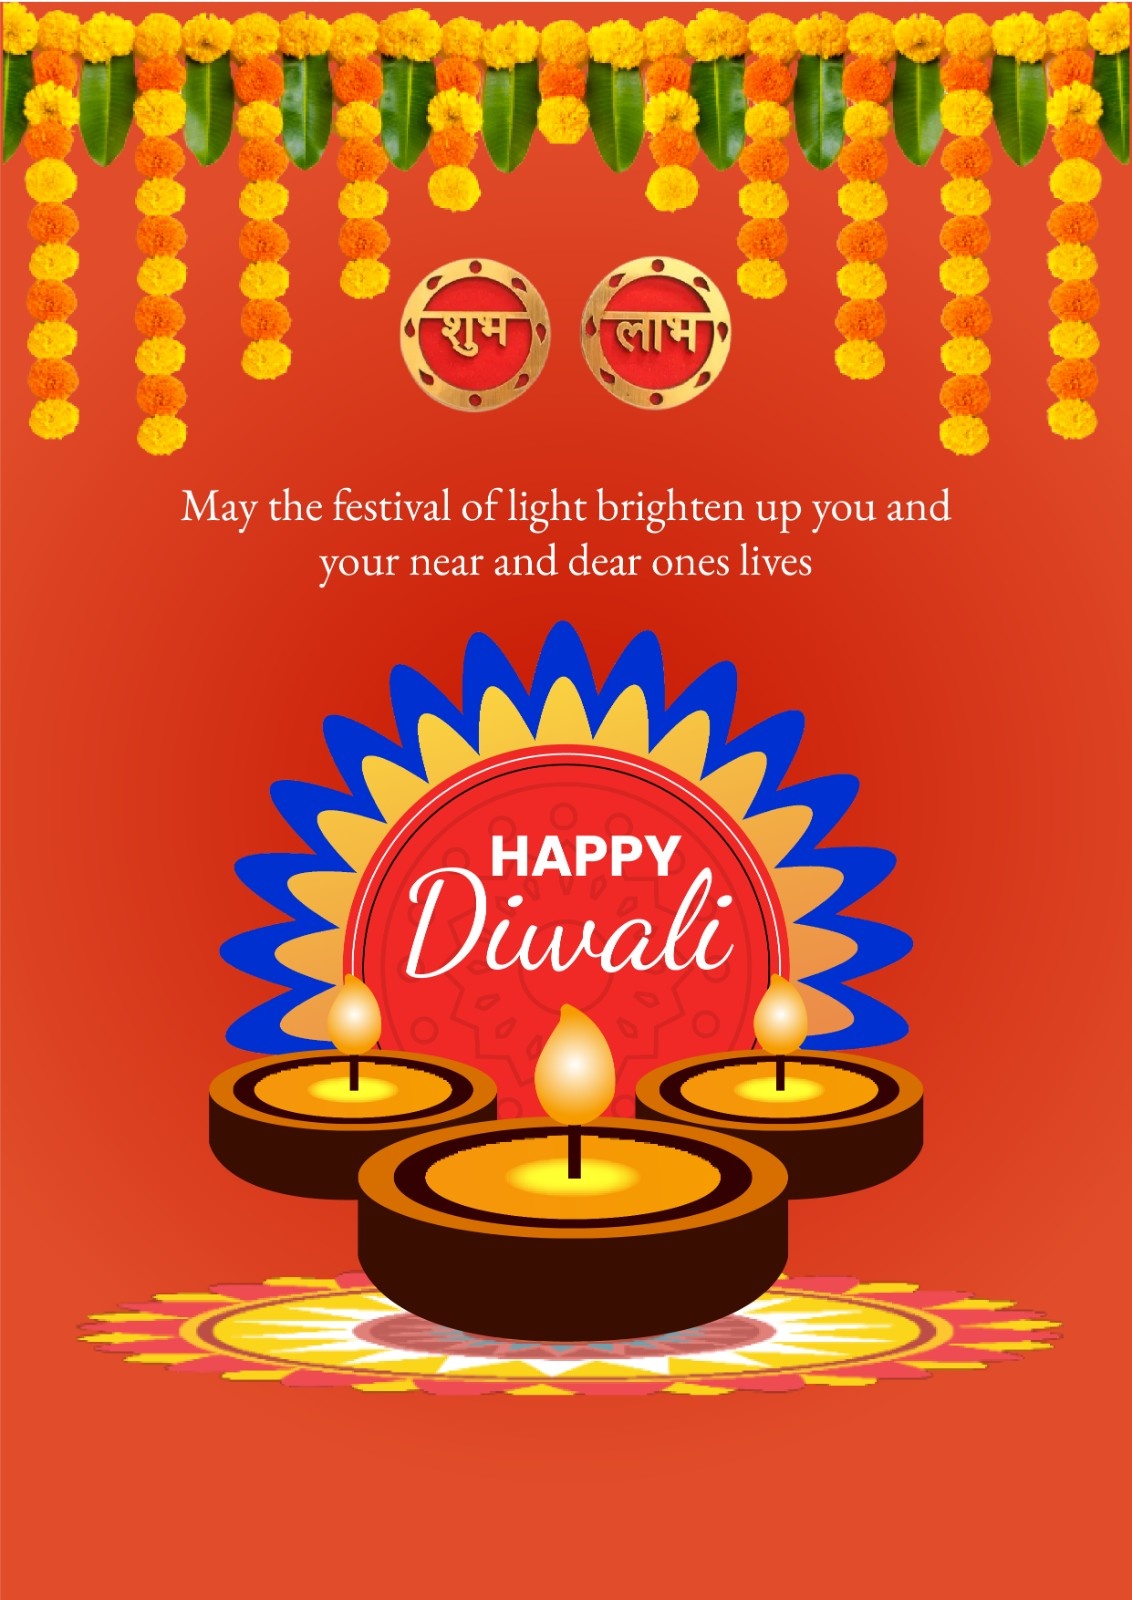 शुभ लाभ
May the festival of light brighten up you and
your near and dear ones lives
HAPPY
Diwali